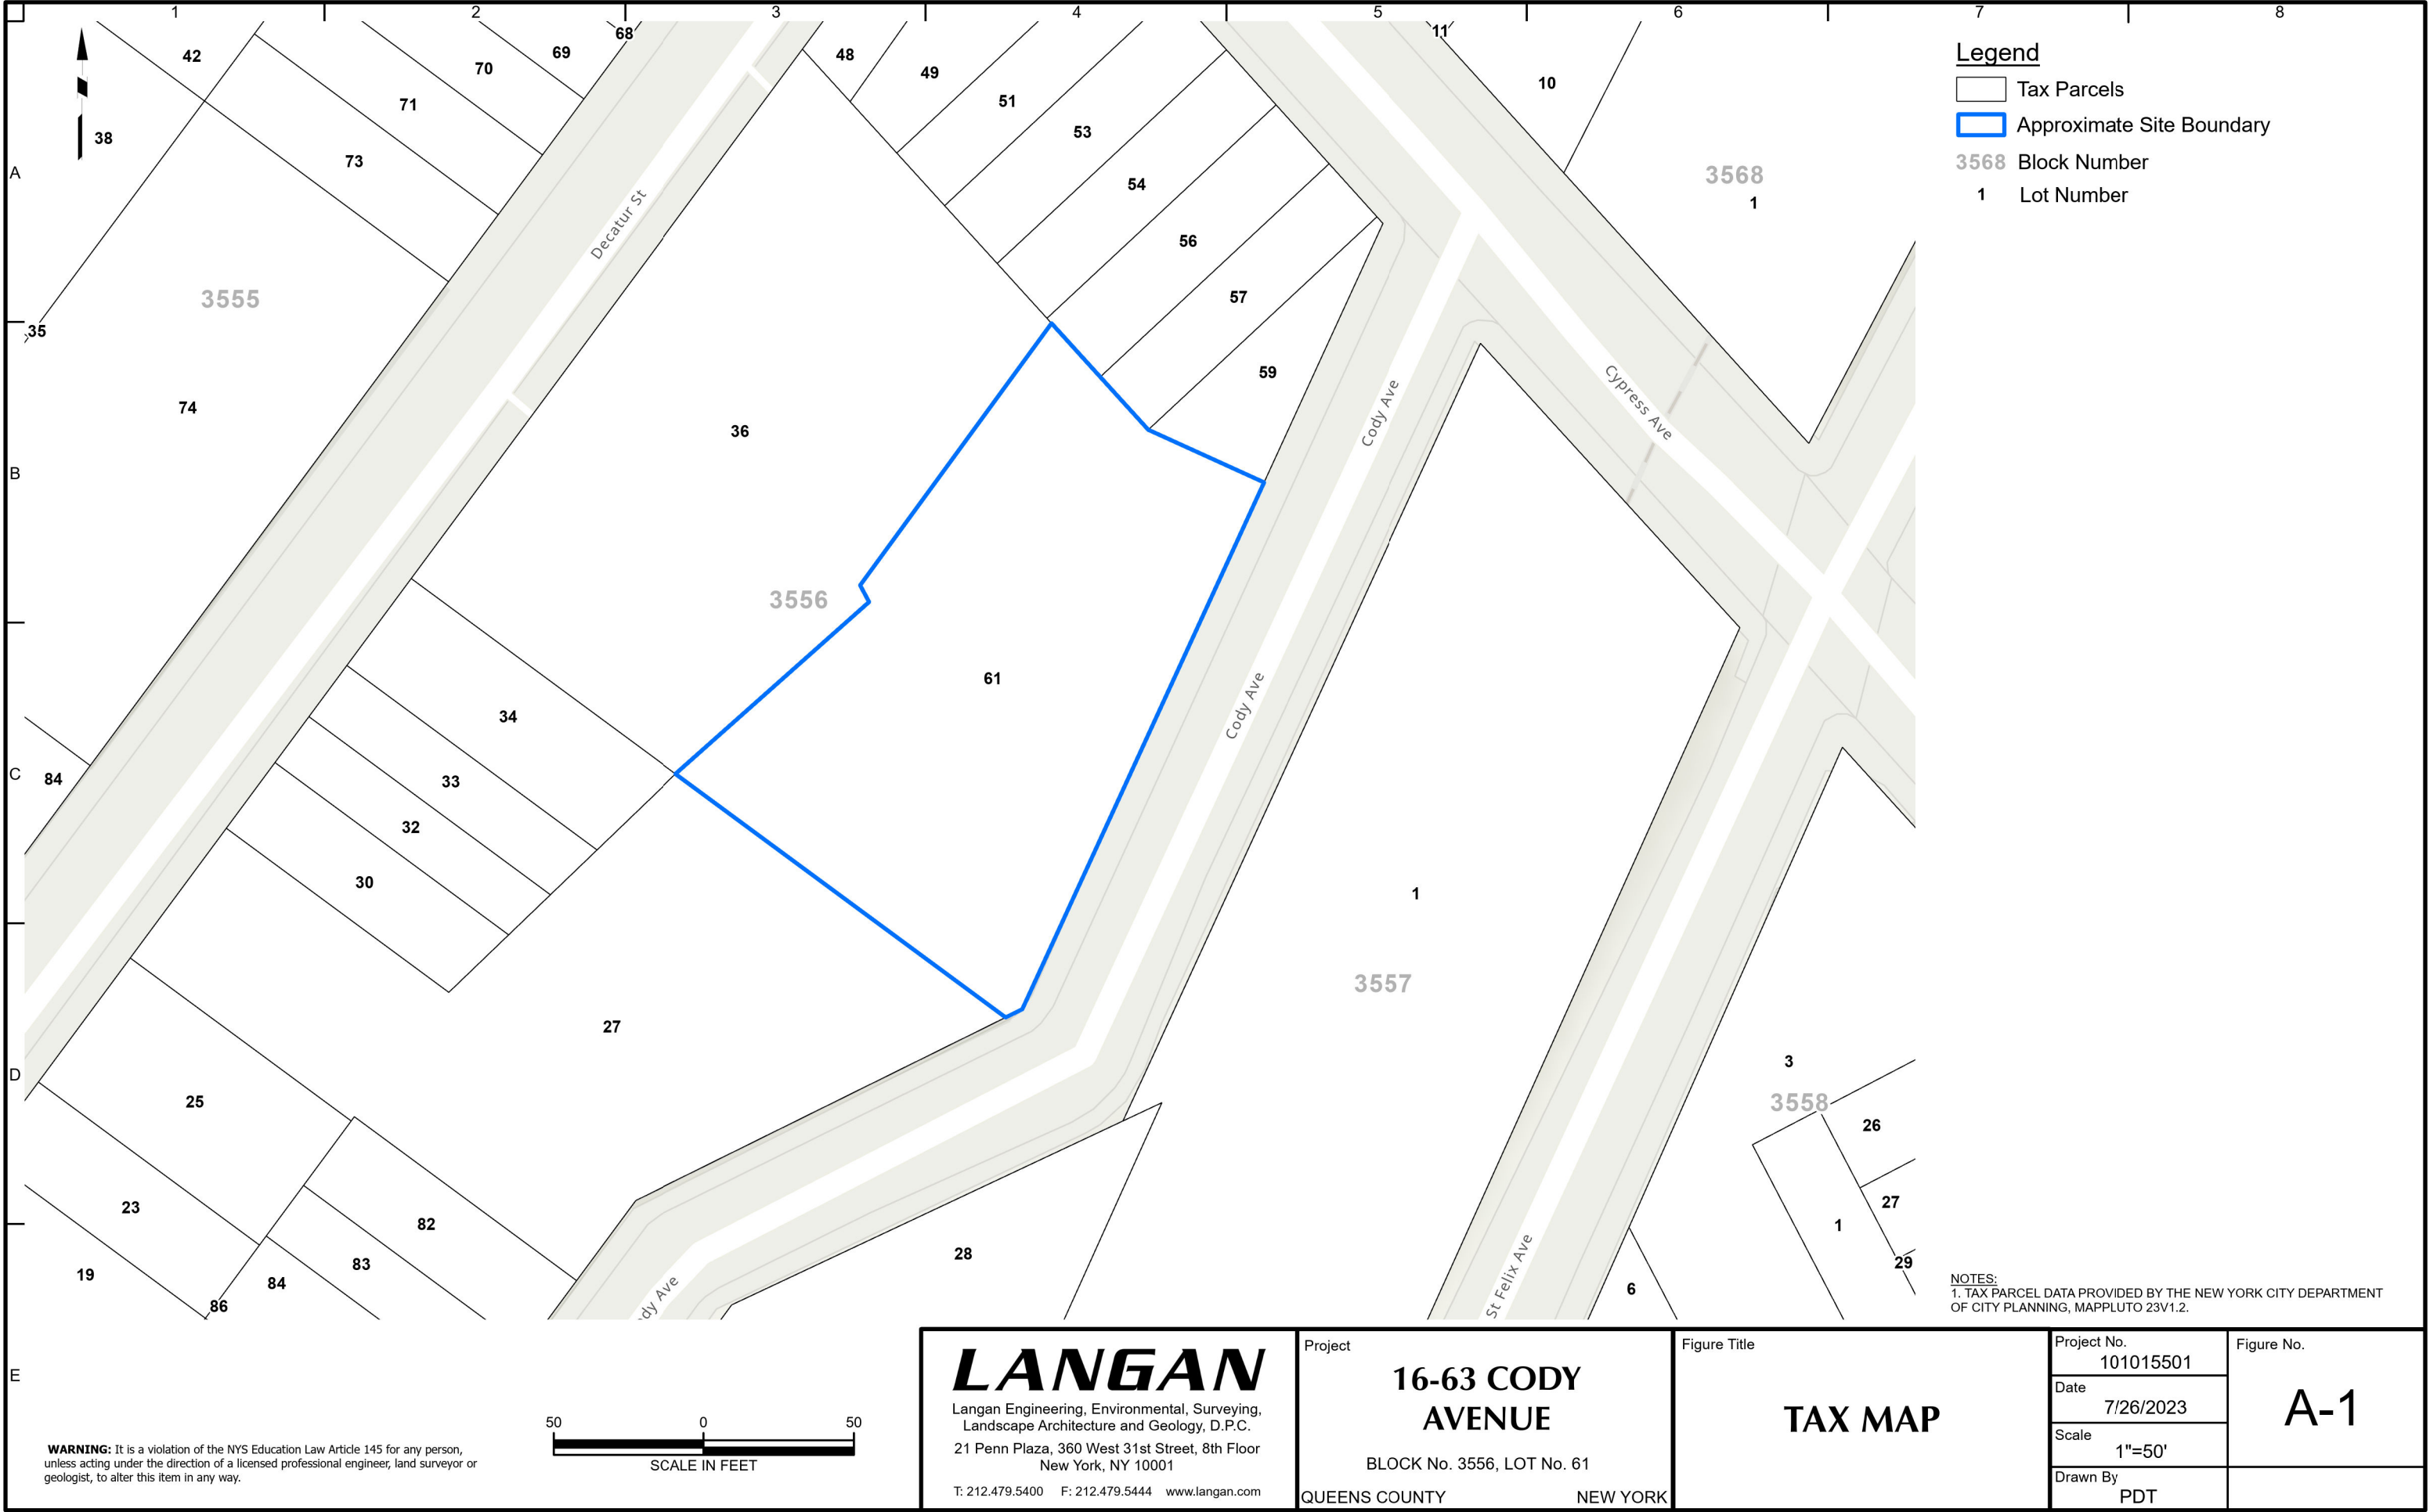 1 2 3 4 5 6 7 8
A
B
C
D
E
68
11
42
69
48
70
49
10
71
51
38
53
73
3568
54
1
Decatur St
56
3555
57
35
59
74
36
Cody Ave
Cypress Ave
3556
61
Cody Ave
34
84
33
32
30
1
3557
27
3
25
3558
26
27
23
82
1
28
83
29
19
84
86
6
dy Ave
St Felix Ave
Legend
Tax Parcels
Approximate Site Boundary
3568 Block Number
1 Lot Number
NOTES:
1. TAX PARCEL DATA PROVIDED BY THE NEW YORK CITY DEPARTMENT
OF CITY PLANNING, MAPPLUTO 23V1.2.
WARNING: It is a violation of the NYS Education Law Article 145 for any person,
unless acting under the direction of a licensed professional engineer, land surveyor or
geologist, to alter this item in any way.
50 0 50
SCALE IN FEET
LANGAN
Langan Engineering, Environmental, Surveying,
Landscape Architecture and Geology, D.P.C.
21 Penn Plaza, 360 West 31st Street, 8th Floor
New York, NY 10001
T: 212.479.5400 F: 212.479.5444 www.langan.com
Project
16-63 CODY
AVENUE
BLOCK No. 3556, LOT No. 61
QUEENS COUNTY NEW YORK
Figure Title
TAX MAP
Project No.
101015501
Date
7/26/2023
Scale
1"=50'
Drawn By
PDT
Figure No.
A-1